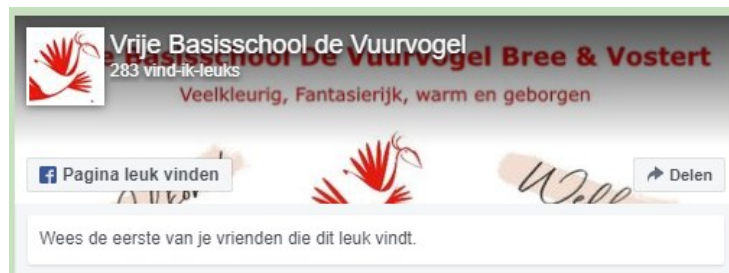 Vrije Basisschool de Vuurvogel
Basisschool De Vuurvogel Bree & Vostert
283 vind-ik-leuks
Veelkleurig, Fantasierijk, warm en geborgen
Pagina leuk vinden
Delen
Wees de eerste van je vrienden die dit leuk vindt.